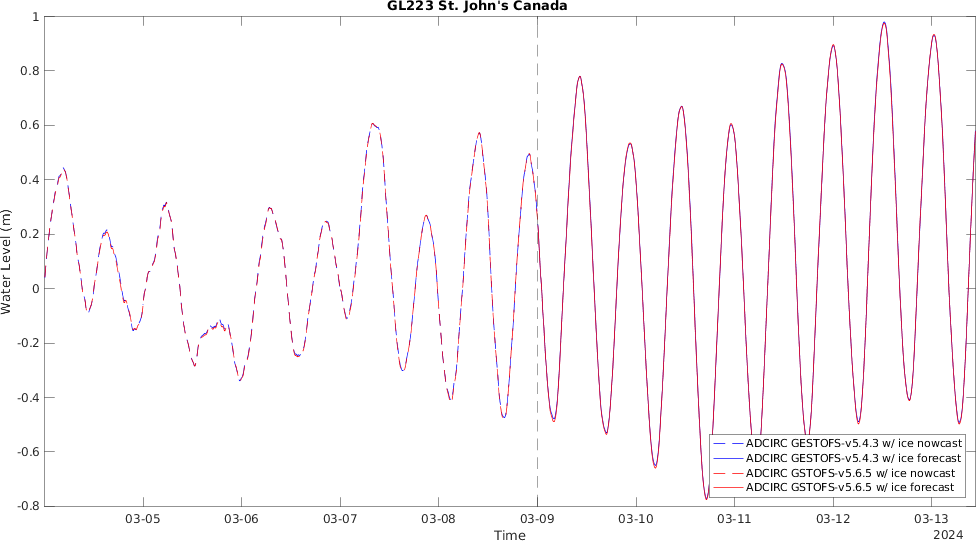 GL223 St. John's Canada
1
0.8
0.6
0.4
0.2
0
-0.2
-0.4
-0.6
-0.8
Water Level (m)
ADCIRC GESTOFS-v5.4.3 w/ ice nowcast
ADCIRC GESTOFS-v5.4.3 w/ ice forecast
ADCIRC GSTOFS-v5.6.5 w/ ice nowcast
ADCIRC GSTOFS-v5.6.5 w/ ice forecast
03-05 03-06 03-07 03-08 03-09 03-10 03-11 03-12 03-13
Time
2024